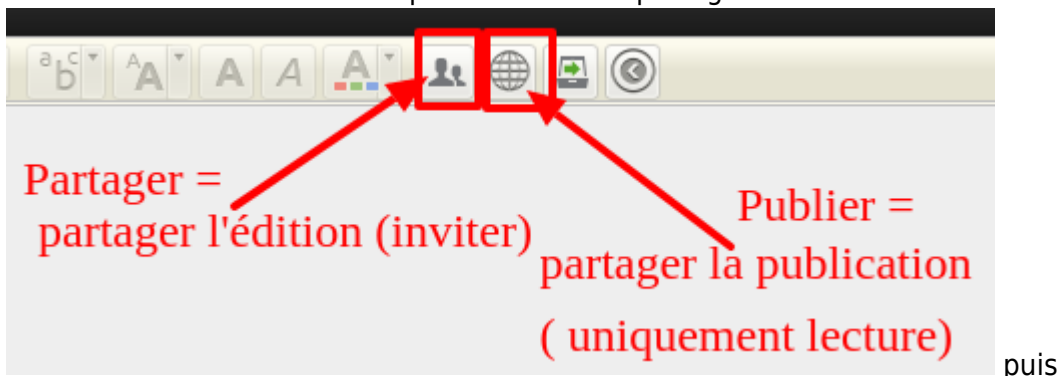 Partager =
partager l'édition (inviter)
Publier =
partager la publication
( uniquement lecture)
puis